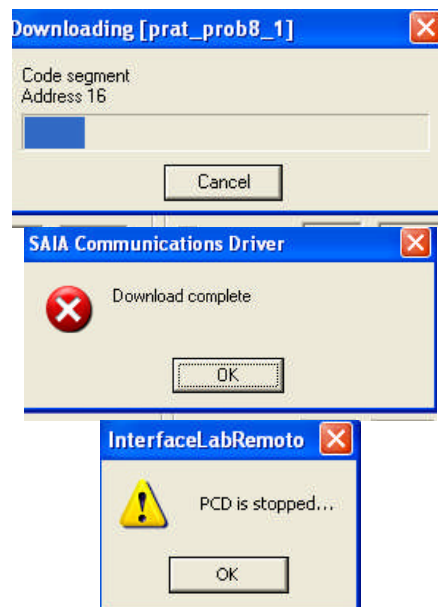 Downloading [prat_prob8_1]
Code segment
Address 16
Cancel
SAIA Communications Driver
Download complete
OK
InterfaceLabRemoto
PCD is stopped...
OK